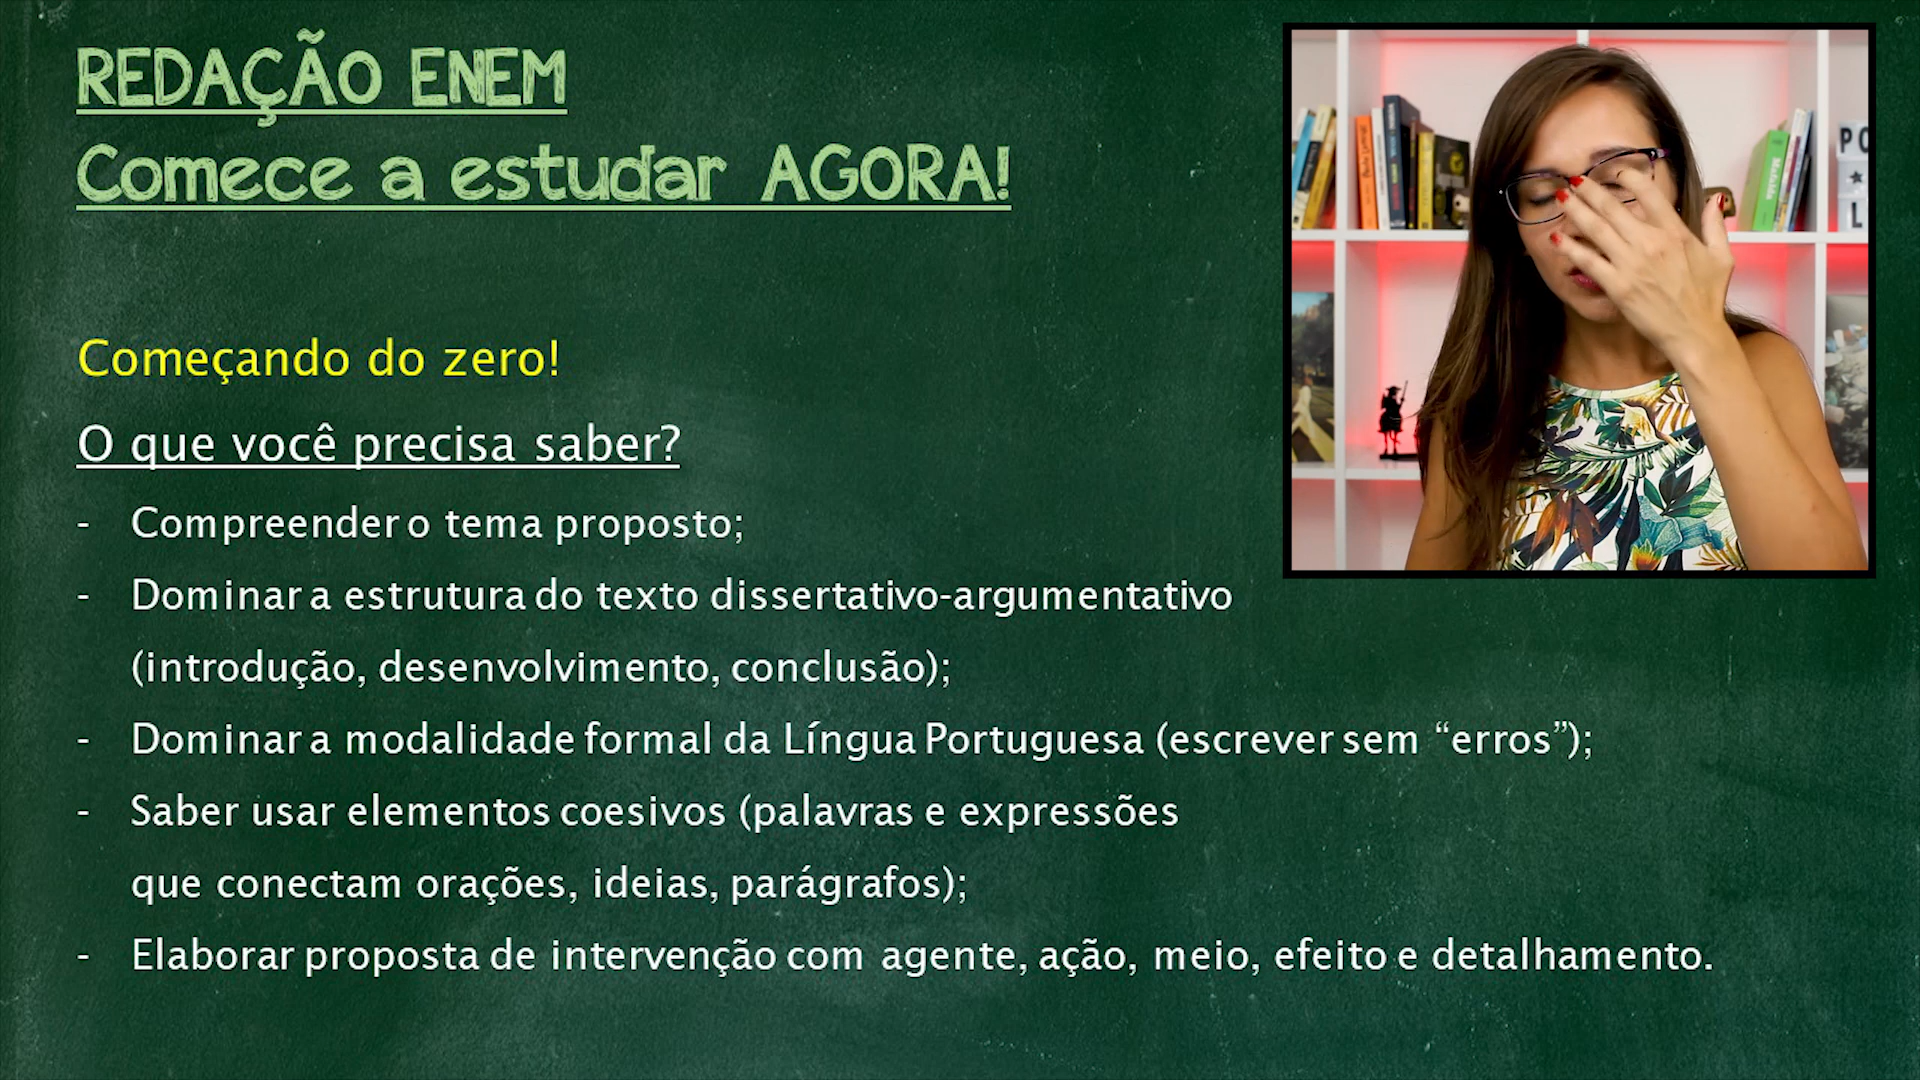 REDAÇÃO ENEM
Comece a estudar AGORA!
Começando do zero!
O que você precisa saber?
- Compreender o tema proposto;
- Dominar a estrutura do texto dissertativo-argumentativo
(introdução, desenvolvimento, conclusão);
- Dominar a modalidade formal da Língua Portuguesa (escrever sem “erros”);
- Saber usar elementos coesivos (palavras e expressões
que conectam orações, ideias, parágrafos);
- Elaborar proposta de intervenção com agente, ação, meio, efeito e detalhamento.
PO
L
Mafalda